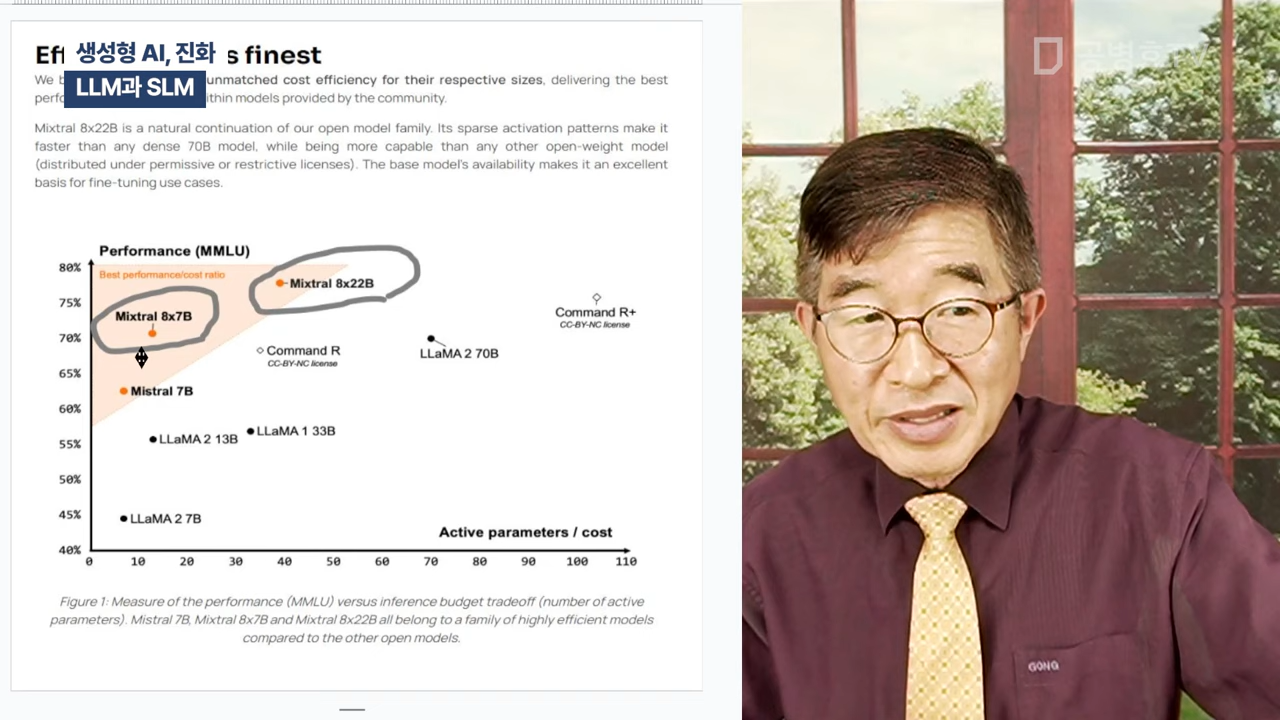 Ef
s finest
생성형 AI, 진화
LLM과 SLM
We b
unmatched cost efficiency for their respective sizes, delivering the best
perfo
ithin models provided by the community.
Mixtral 8x22B is a natural continuation of our open model family. Its sparse activation patterns make it
faster than any dense 70B model, while being more capable than any other open-weight model
(distributed under permissive or restrictive licenses). The base model's availability makes it an excellent
basis for fine-tuning use cases.
Performance (MMLU)
80%
75%
70%
65%
60%
55%
50%
45%
40%
Best performance/cost ratio
Mixtral 8x22B
Mixtral 8x7B
Command R+
CC-BY-NC license
Command R
CC-BY-NC license
LLaMA 2 70B
Mistral 7B
LLaMA 2 13B
LLaMA 1 33B
LLaMA 2 7B
Active parameters / cost
0 10 20 30 40 50 60 70 80 90 100 110
Figure 1: Measure of the performance (MMLU) versus inference budget tradeoff (number of active
parameters). Mistral 7B, Mixtral 8x7B and Mixtral 8x22B all belong to a family of highly efficient models
compared to the other open models.
공병호TV
GONG